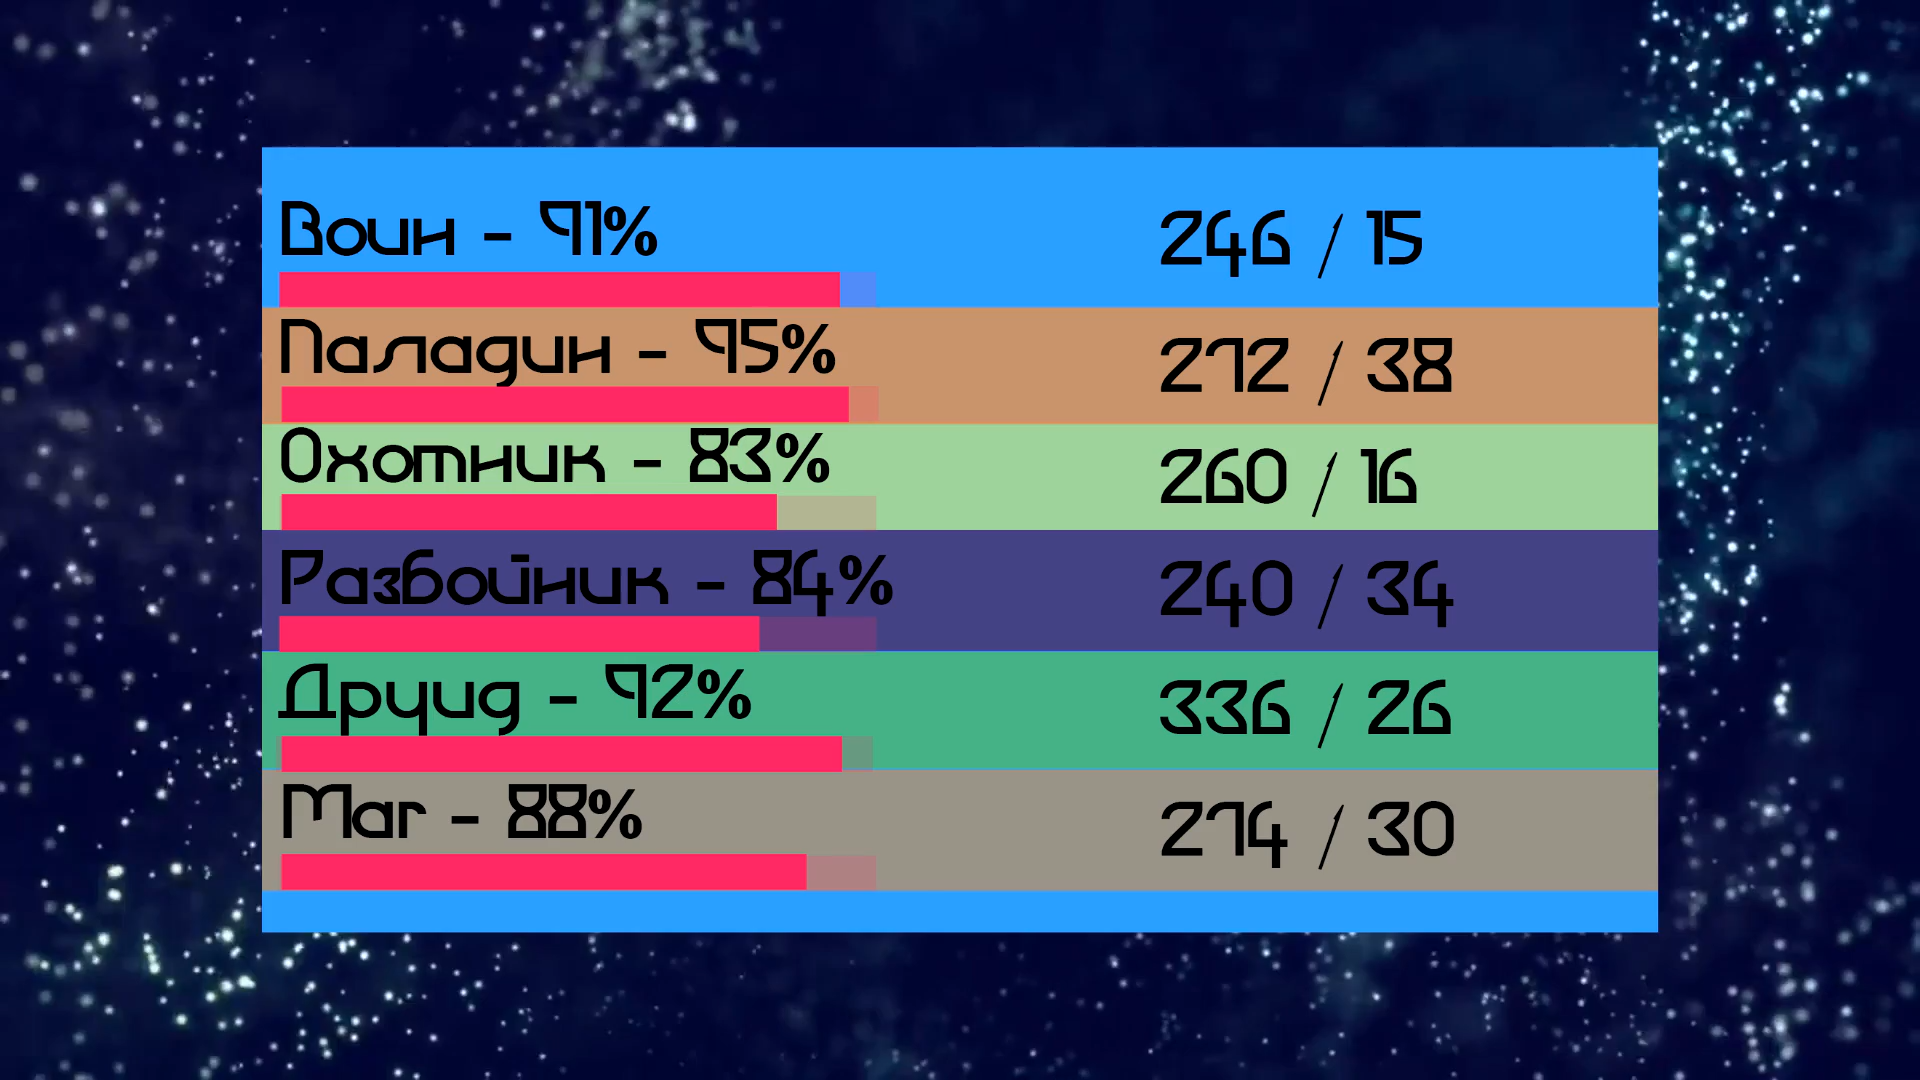 Воин - 91%
246 / 15
Паладин - 95%
272 / 38
Охотник - 83%
260 / 16
Разбойник - 84%
240 / 34
Друид - 92%
336 / 26
Маг - 88%
274 / 30